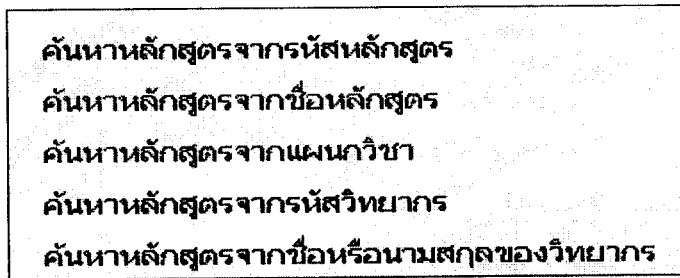 ค้นหาหลักสูตรจากรหัสหลักสูตร
ค้นหาหลักสูตรจากชื่อหลักสูตร
ค้นหาหลักสูตรจากแผนกวิชา
ค้นหาหลักสูตรจากรหัสวิทยากร
ค้นหาหลักสูตรจากชื่อหรือนามสกุลของวิทยากร